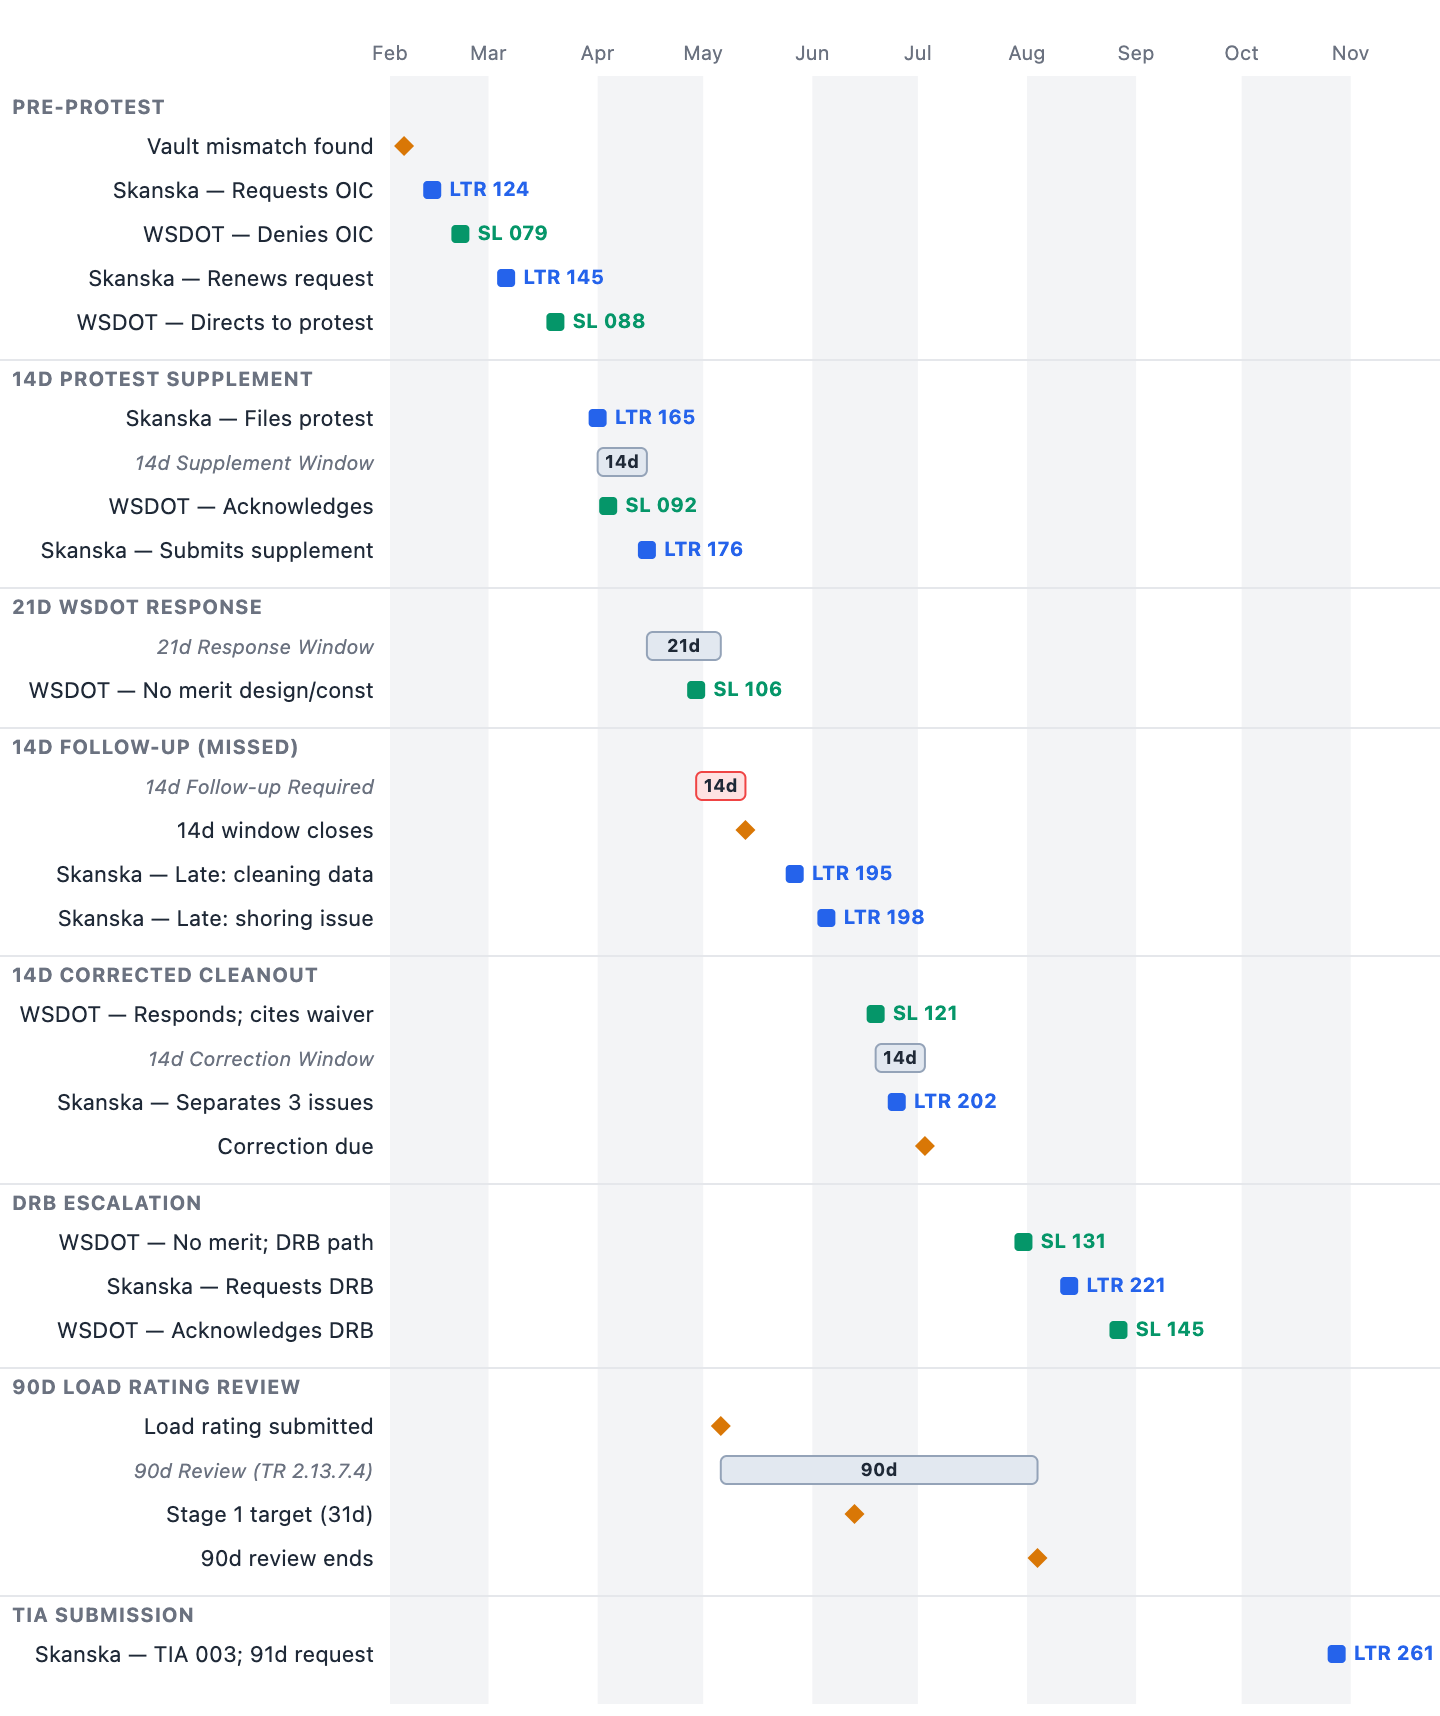 Feb Mar Apr May Jun Jul Aug Sep Oct Nov
PRE-PROTEST
Vault mismatch found
Skanska — Requests OIC LTR 124
WSDOT — Denies OIC SL 079
Skanska — Renews request LTR 145
WSDOT — Directs to protest SL 088
14D PROTEST SUPPLEMENT
Skanska — Files protest LTR 165
14d Supplement Window 14d
WSDOT — Acknowledges SL 092
Skanska — Submits supplement LTR 176
21D WSDOT RESPONSE
21d Response Window 21d
WSDOT — No merit design/const SL 106
14D FOLLOW-UP (MISSED)
14d Follow-up Required 14d
14d window closes
Skanska — Late: cleaning data LTR 195
Skanska — Late: shoring issue LTR 198
14D CORRECTED CLEANOUT
WSDOT — Responds; cites waiver SL 121
14d Correction Window 14d
Skanska — Separates 3 issues LTR 202
Correction due
DRB ESCALATION
WSDOT — No merit; DRB path SL 131
Skanska — Requests DRB LTR 221
WSDOT — Acknowledges DRB SL 145
90D LOAD RATING REVIEW
Load rating submitted
90d Review (TR 2.13.7.4) 90d
Stage 1 target (31d)
90d review ends
TIA SUBMISSION
Skanska — TIA 003; 91d request LTR 261